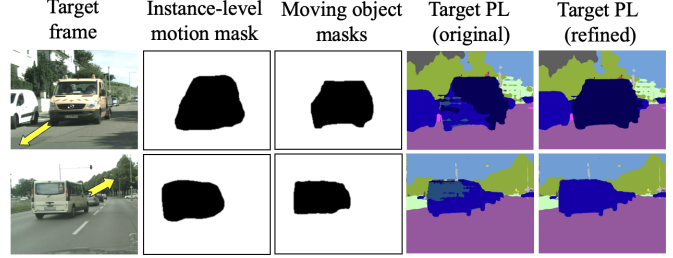 Target frame
Instance-level motion mask
Moving object masks
Target PL (original)
Target PL (refined)